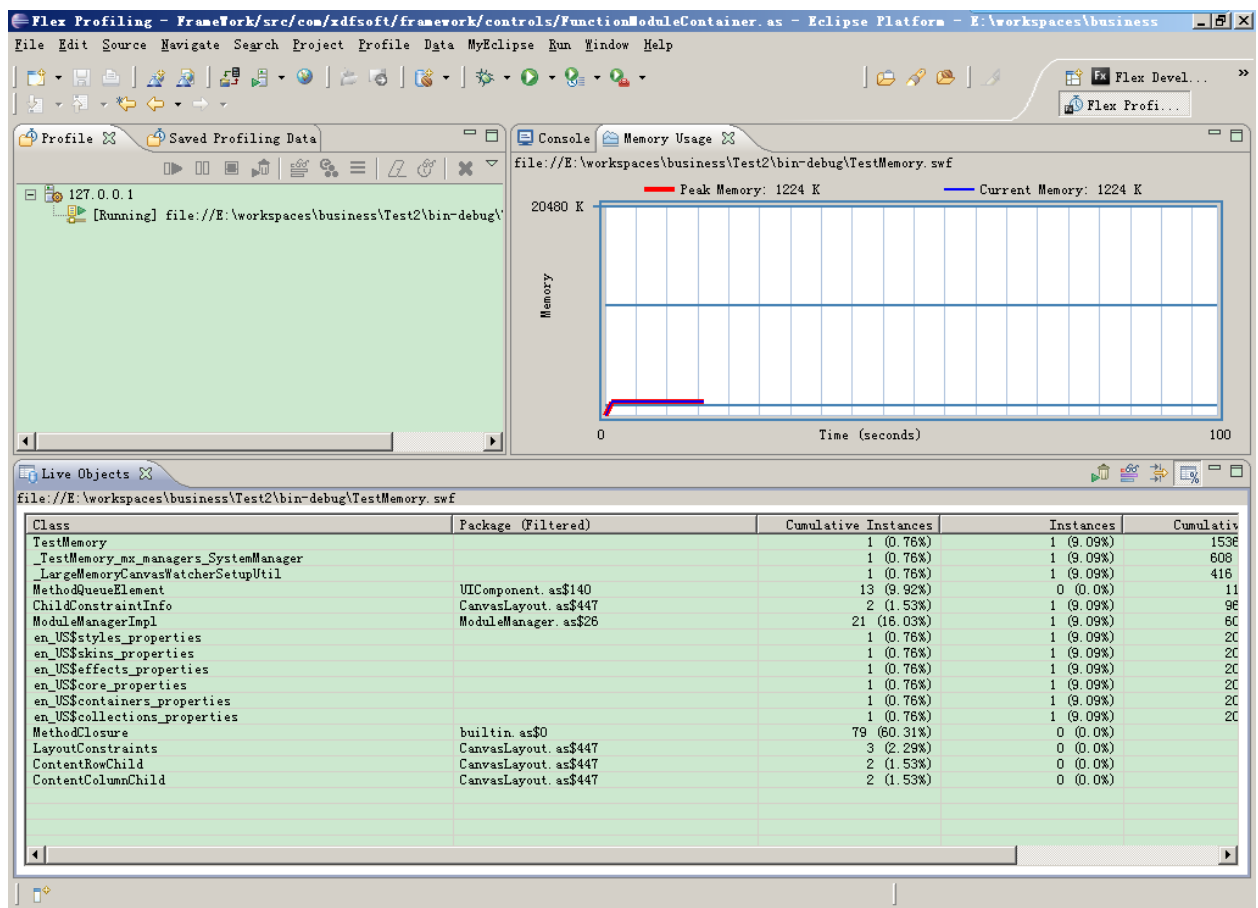 Flex Profiling - FrameWork/src/com/xdfsoft/framework/controls/FunctionModuleContainer.as - Eclipse Platform - E:\workspaces\business
File Edit Source Navigate Search Project Profile Data MyEclipse Run Window Help
Fx Flex Devel... »
Flex Profi...
Profile Saved Profiling Data
127.0.0.1
[Running] file://E:\workspaces\business\Test2\bin-debug\
Console Memory Usage
file://E:\workspaces\business\Test2\bin-debug\TestMemory.swf
Peak Memory: 1224 K Current Memory: 1224 K
20480 K
Memory
0 Time (seconds) 100
Live Objects
file://E:\workspaces\business\Test2\bin-debug\TestMemory.swf
Class Package (Filtered) Cumulative Instances Instances Cumulativ
TestMemory 1 (0.76%) 1 (9.09%) 1536
_TestMemory_mx_managers_SystemManager 1 (0.76%) 1 (9.09%) 608
_LargeMemoryCanvasWatcherSetupUtil 1 (0.76%) 1 (9.09%) 416
MethodQueueElement UIComponent.as$140 13 (9.92%) 0 (0.0%) 11
ChildConstraintInfo CanvasLayout.as$447 2 (1.53%) 1 (9.09%) 96
ModuleManagerImpl ModuleManager.as$26 21 (16.03%) 1 (9.09%) 60
en_US$styles_properties 1 (0.76%) 1 (9.09%) 20
en_US$skins_properties 1 (0.76%) 1 (9.09%) 20
en_US$effects_properties 1 (0.76%) 1 (9.09%) 20
en_US$core_properties 1 (0.76%) 1 (9.09%) 20
en_US$containers_properties 1 (0.76%) 1 (9.09%) 20
en_US$collections_properties 1 (0.76%) 1 (9.09%) 20
MethodClosure builtin.as$0 79 (60.31%) 0 (0.0%)
LayoutConstraints CanvasLayout.as$447 3 (2.29%) 0 (0.0%)
ContentRowChild CanvasLayout.as$447 2 (1.53%) 0 (0.0%)
ContentColumnChild CanvasLayout.as$447 2 (1.53%) 0 (0.0%)